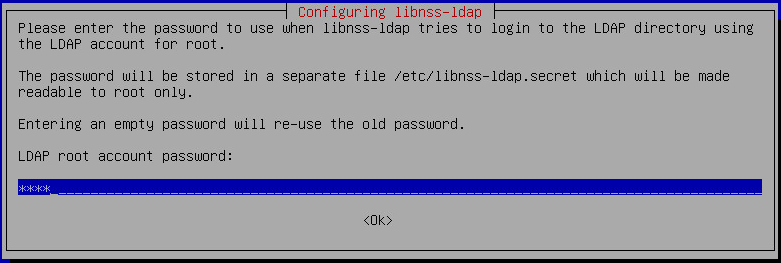 Configuring libnss-ldap
Please enter the password to use when libnss-ldap tries to login to the LDAP directory using
the LDAP account for root.
The password will be stored in a separate file /etc/libnss-ldap.secret which will be made
readable to root only.
Entering an empty password will re-use the old password.
LDAP root account password:
****
<Ok>